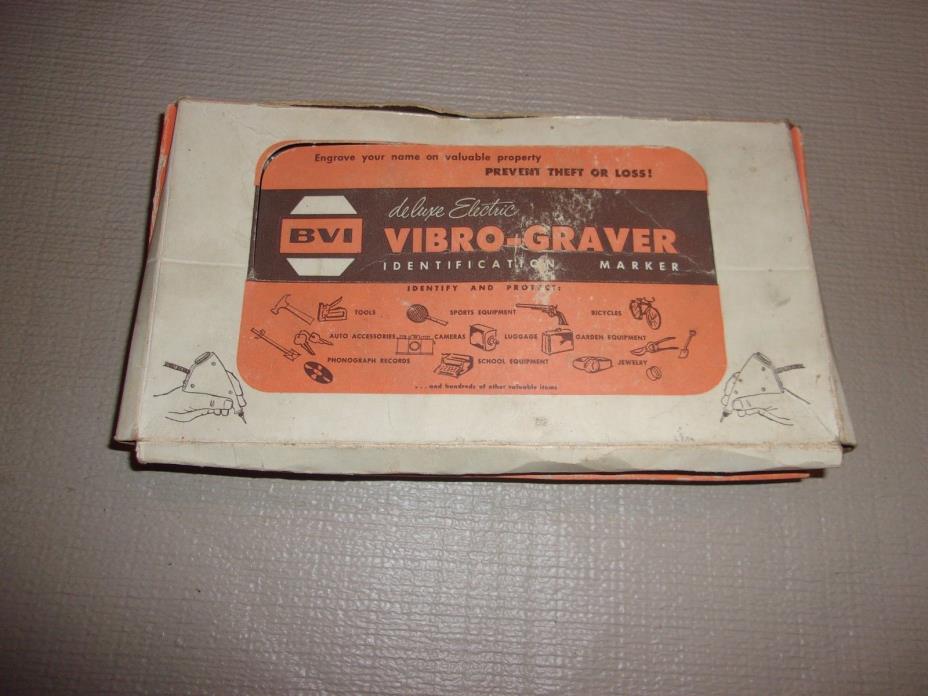 Engrave your name on valuable property
PREVENT THEFT OR LOSS!
BVI
deluxe Electric
VIBRO-GRAVER
IDENTIFICATION MARKER
IDENTIFY AND PROTECT:
TOOLS SPORTS EQUIPMENT BICYCLES
AUTO ACCESSORIES CAMERAS LUGGAGE GARDEN EQUIPMENT
PHONOGRAPH RECORDS SCHOOL EQUIPMENT JEWELRY
...and hundreds of other valuable items